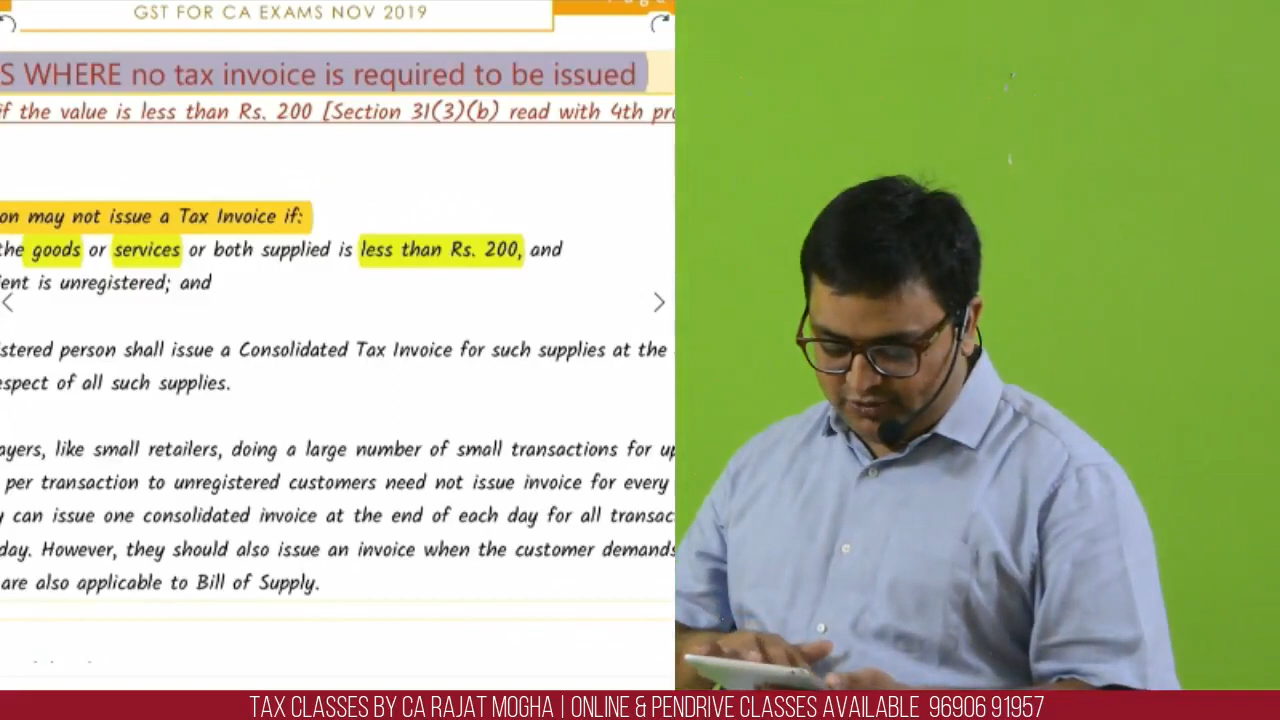 GST FOR CA EXAMS NOV 2019
S WHERE no tax invoice is required to be issued
if the value is less than Rs. 200 [Section 31(3)(b) read with 4th pr
on may not issue a Tax Invoice if:
the goods or services or both supplied is less than Rs. 200, and
ient is unregistered; and
stered person shall issue a Consolidated Tax Invoice for such supplies at the
espect of all such supplies.
ayers, like small retailers, doing a large number of small transactions for up
per transaction to unregistered customers need not issue invoice for every
y can issue one consolidated invoice at the end of each day for all transac
day. However, they should also issue an invoice when the customer demands
are also applicable to Bill of Supply.
TAX CLASSES BY CA RAJAT MOGHA | ONLINE & PENDRIVE CLASSES AVAILABLE 96906 91957